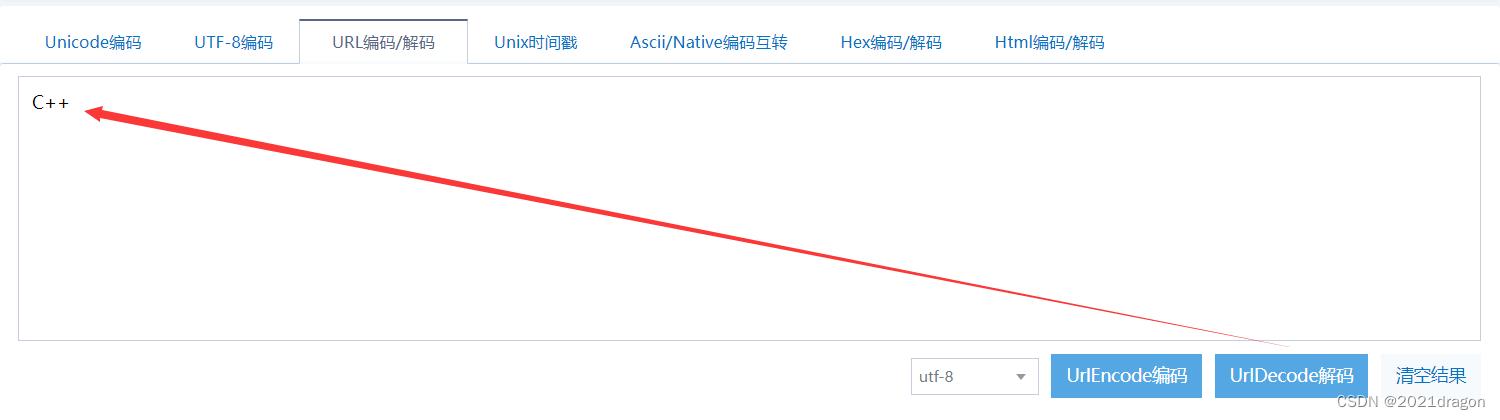 Unicode编码 UTF-8编码 URL编码/解码 Unix时间戳 Ascii/Native编码互转 Hex编码/解码 Html编码/解码
C++
utf-8 UrlEncode编码 UrlDecode解码 清空结果
CSDN @2021dragon